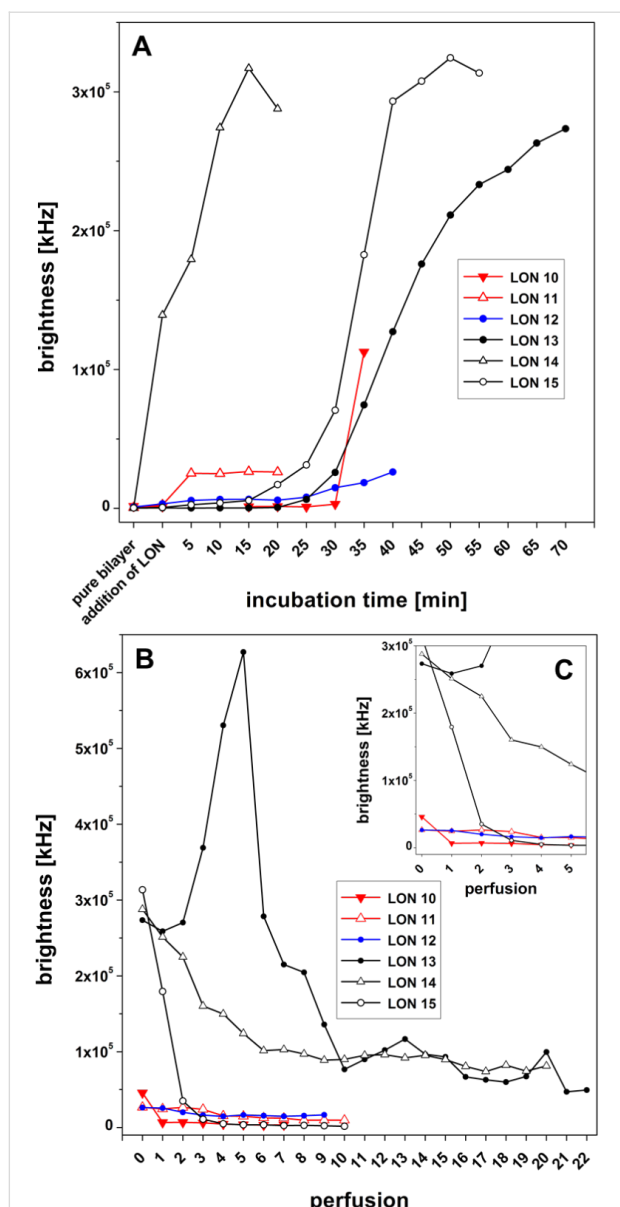 A
3x10⁵
2x10⁵
1x10⁵
0
brightness [kHz]
LON 10
LON 11
LON 12
LON 13
LON 14
LON 15
pure bilayer
addition of LON
5 10 15 20 25 30 35 40 45 50 55 60 65 70
incubation time [min]
B
6x10⁵
5x10⁵
4x10⁵
3x10⁵
2x10⁵
1x10⁵
0
brightness [kHz]
C
3x10⁵
2x10⁵
1x10⁵
0
brightness [kHz]
0 1 2 3 4 5
perfusion
LON 10
LON 11
LON 12
LON 13
LON 14
LON 15
0 1 2 3 4 5 6 7 8 9 10 11 12 13 14 15 16 17 18 19 20 21 22
perfusion